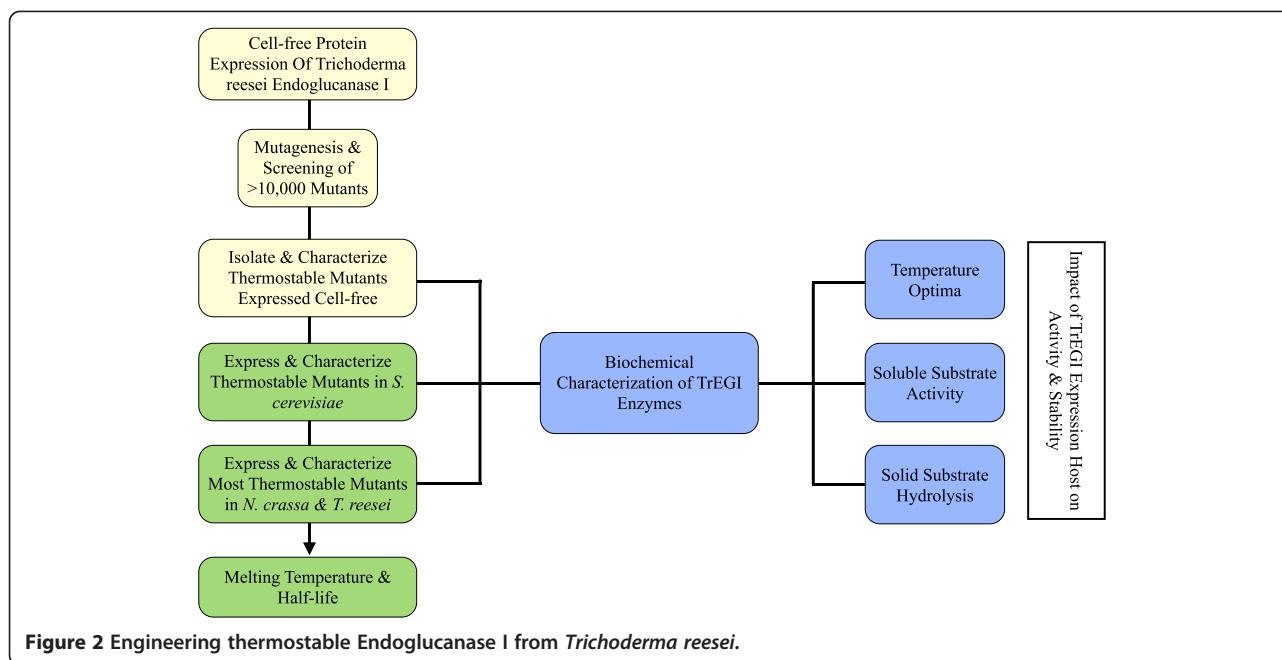 Cell-free Protein
Expression Of Trichoderma
reesei Endoglucanase I
Mutagenesis &
Screening of
>10,000 Mutants
Isolate & Characterize
Thermostable Mutants
Expressed Cell-free
Express & Characterize
Thermostable Mutants in S.
cerevisiae
Express & Characterize
Most Thermostable Mutants
in N. crassa & T. reesei
Melting Temperature &
Half-life
Biochemical
Characterization of TrEGI
Enzymes
Temperature
Optima
Soluble Substrate
Activity
Solid Substrate
Hydrolysis
Impact of TrEGI Expression Host on
Activity & Stability
Figure 2 Engineering thermostable Endoglucanase I from Trichoderma reesei.